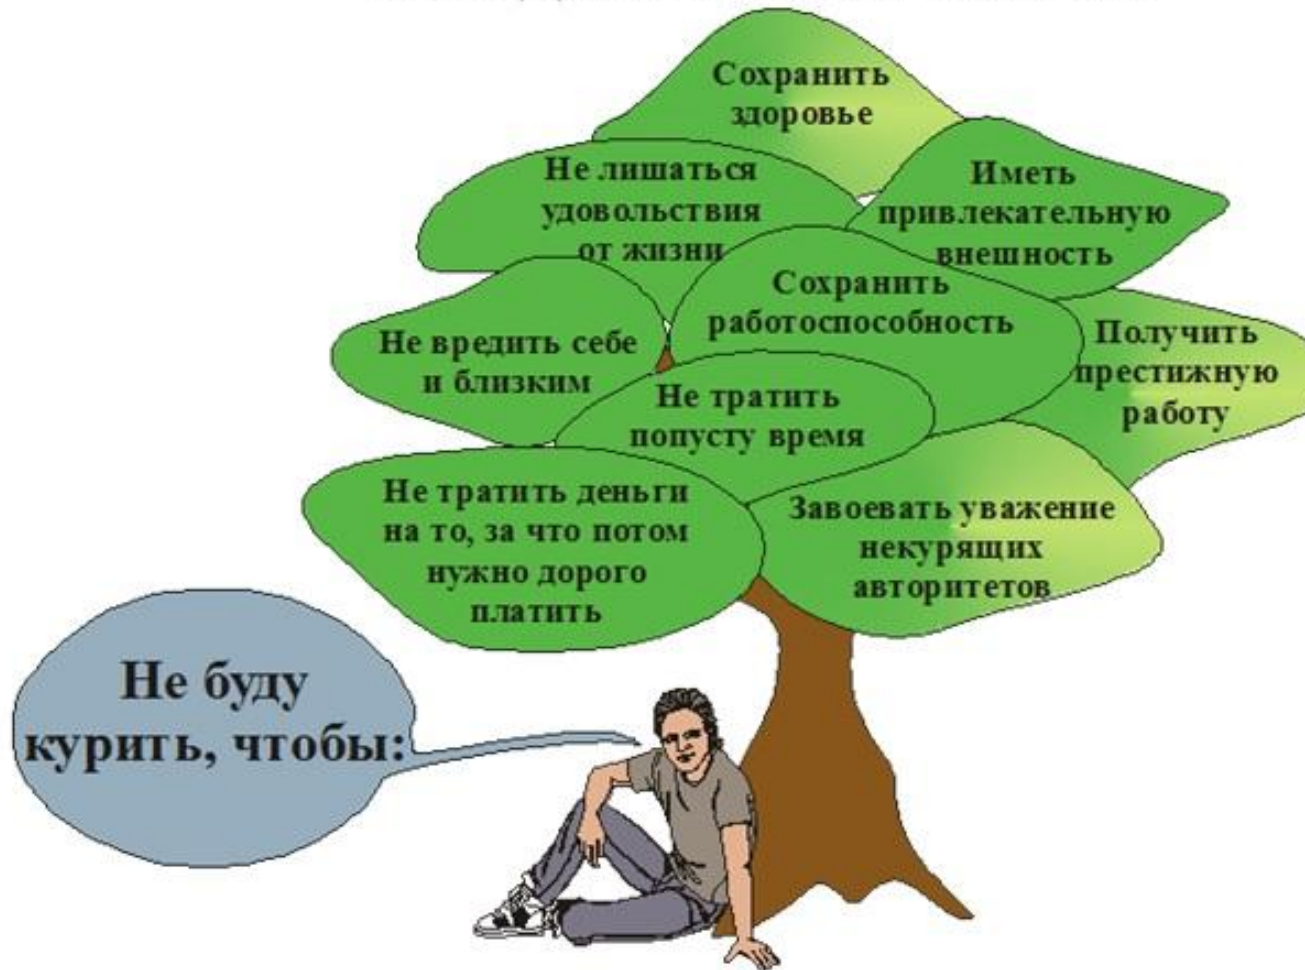 Сохранить
здоровье
Не лишаться
удовольствия
от жизни
Иметь
привлекательную
внешность
Сохранить
работоспособность
Не вредить себе
и близким
Получить
престижную
работу
Не тратить
попусту время
Не тратить деньги
на то, за что потом
нужно дорого
платить
Завоевать уважение
некурящих
авторитетов
Не буду
курить, чтобы: